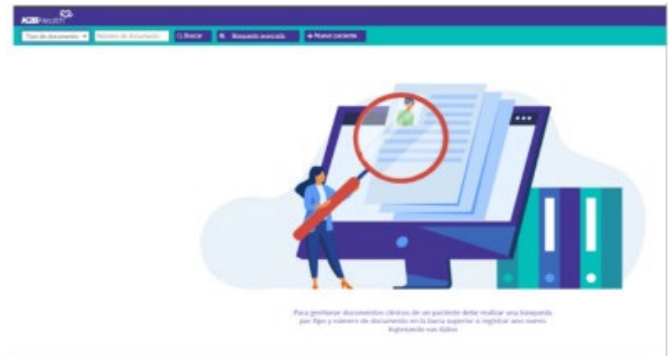 K2BHealth
Tipo de documento Número de documento Buscar Búsqueda avanzada + Nuevo paciente
Para gestionar documentos clínicos de un paciente debe realizar una búsqueda
por tipo y número de documento en la barra superior o registrar uno nuevo
ingresando sus datos